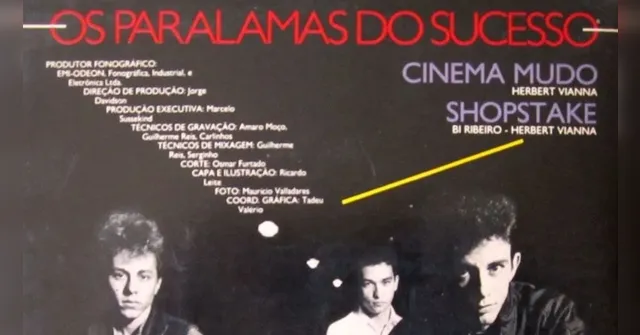 OS PARALAMAS DO SUCESSO
PRODUTOR FONOGRÁFICO:
EMI-ODEON, Fonográfica, Industrial, e
Eletrônica Ltda.
DIREÇÃO DE PRODUÇÃO: Jorge
Davidson
PRODUÇÃO EXECUTIVA: Marcelo
Sussekind
TÉCNICOS DE GRAVAÇÃO: Amaro Moço,
Guilherme Reis, Carlinhos
TÉCNICOS DE MIXAGEM: Guilherme
Reis, Serginho
CORTE: Osmar Furtado
CAPA E ILUSTRAÇÃO: Ricardo
Leite
FOTO: Mauricio Valladares
COORD. GRÁFICA: Tadeu
Valério
CINEMA MUDO
HERBERT VIANNA
SHOPSTAKE
BI RIBEIRO - HERBERT VIANNA